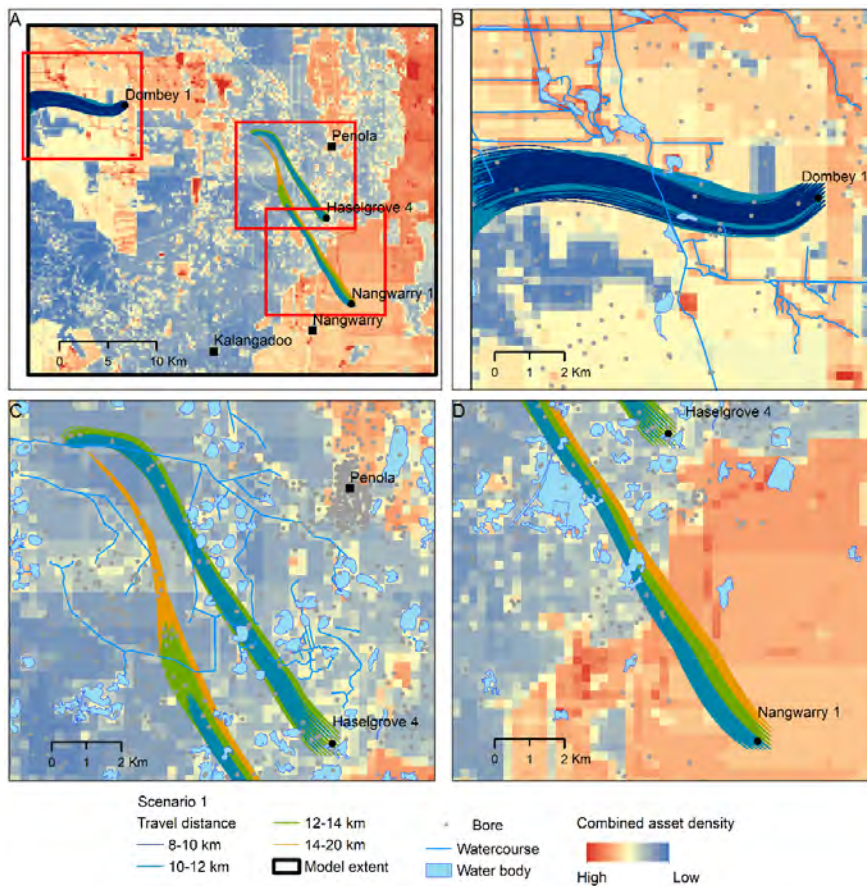 A
Dombey 1
Penola
Haselgrove 4
Nangwarry 1
Nangwarry
Kalangadoo
0 5 10 Km
B
Dombey 1
0 1 2 Km
C
Penola
Haselgrove 4
0 1 2 Km
D
Haselgrove 4
Nangwarry 1
0 1 2 Km
Scenario 1
Travel distance
8-10 km
10-12 km
12-14 km
14-20 km
Model extent
Bore
Watercourse
Water body
Combined asset density
High Low